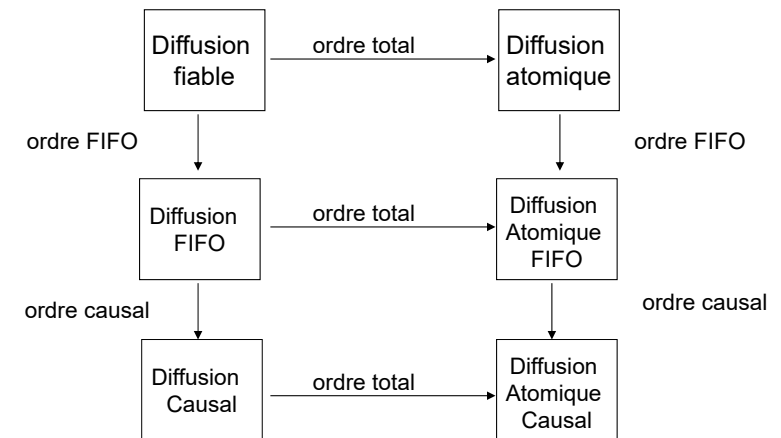 Diffusion
fiable
ordre total
Diffusion
atomique
ordre FIFO
ordre FIFO
Diffusion
FIFO
ordre total
Diffusion
Atomique
FIFO
ordre causal
ordre causal
Diffusion
Causal
ordre total
Diffusion
Atomique
Causal